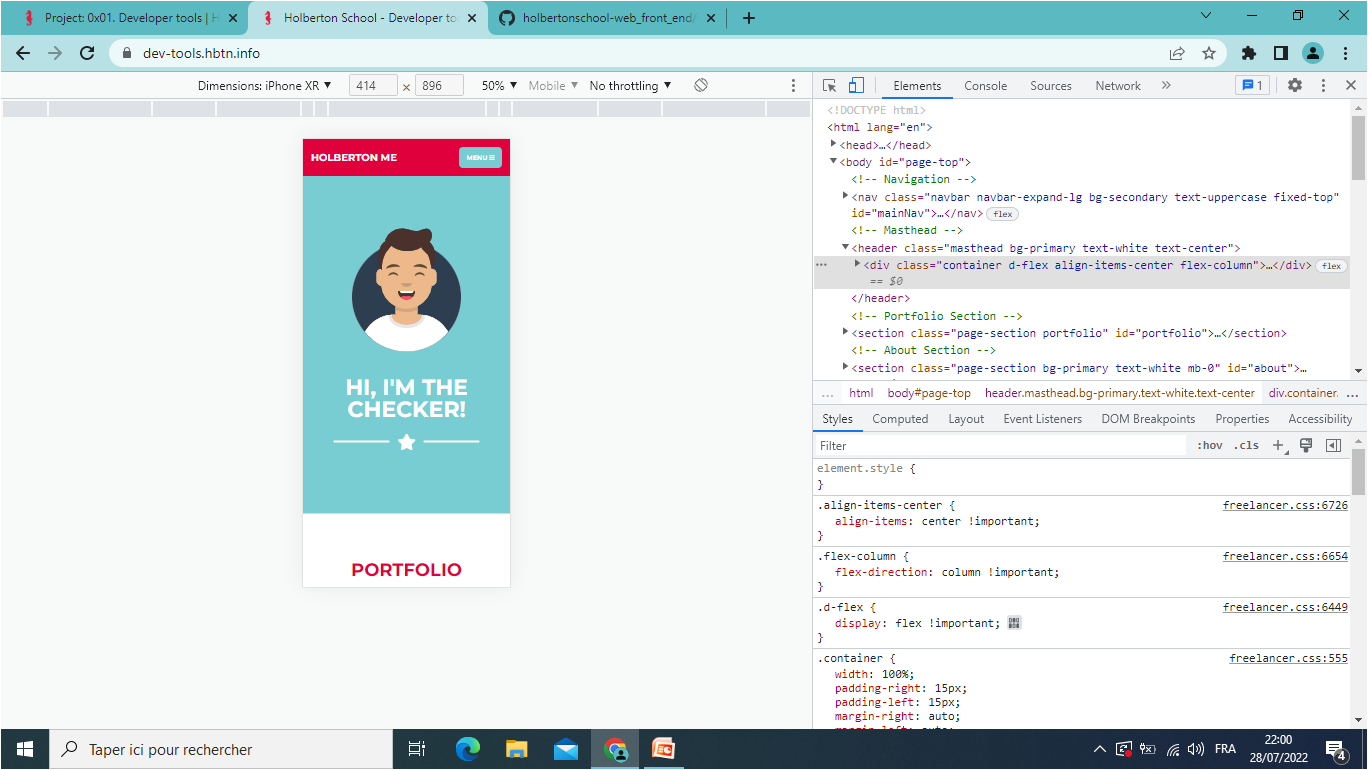 Project: 0x01. Developer tools | H
Holberton School - Developer to
holbertonschool-web_front_end/
dev-tools.hbtn.info
Dimensions: iPhone XR ▼ 414 × 896 50% ▼ Mobile ▼ No throttling ▼
Elements Console Sources Network » 1
HOLBERTON ME
MENU
HI, I'M THE
CHECKER!
PORTFOLIO
<!DOCTYPE html>
<html lang="en">
<head>…</head>
<body id="page-top">
<!-- Navigation -->
<nav class="navbar navbar-expand-lg bg-secondary text-uppercase fixed-top"
id="mainNav">…</nav> flex
<!-- Masthead -->
<header class="masthead bg-primary text-white text-center">
<div class="container d-flex align-items-center flex-column">…</div> flex
== $0
</header>
<!-- Portfolio Section -->
<section class="page-section portfolio" id="portfolio">…</section>
<!-- About Section -->
<section class="page-section bg-primary text-white mb-0" id="about">…
… html body#page-top header.masthead.bg-primary.text-white.text-center div.container. …
Styles Computed Layout Event Listeners DOM Breakpoints Properties Accessibility
Filter :hov .cls +
element.style {
}
.align-items-center { freelancer.css:6726
align-items: center !important;
}
.flex-column { freelancer.css:6654
flex-direction: column !important;
}
.d-flex { freelancer.css:6449
display: flex !important;
}
.container { freelancer.css:555
width: 100%;
padding-right: 15px;
padding-left: 15px;
margin-right: auto;
Taper ici pour rechercher
FRA
22:00
28/07/2022
4